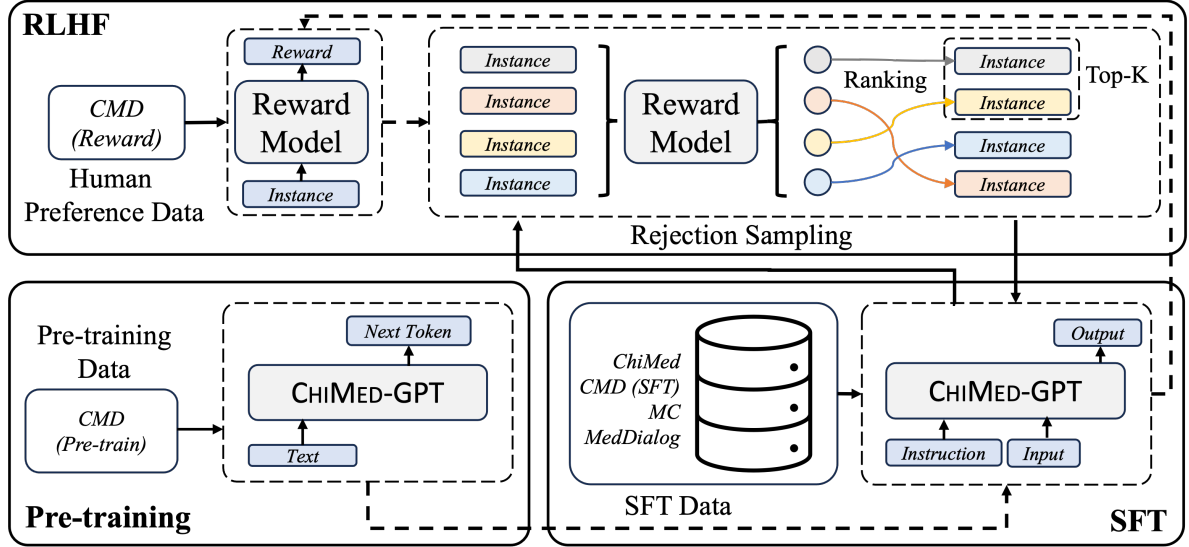 RLHF
Reward
Reward
Model
Instance
CMD
(Reward)
Human
Preference Data
Instance
Instance
Instance
Instance
Reward
Model
Ranking
Instance
Instance
Instance
Instance
Top-K
Rejection Sampling
Pre-training
Data
CMD
(Pre-train)
Next Token
CHIMED-GPT
Text
Pre-training
ChiMed
CMD (SFT)
MC
MedDialog
SFT Data
Output
CHIMED-GPT
Instruction
Input
SFT